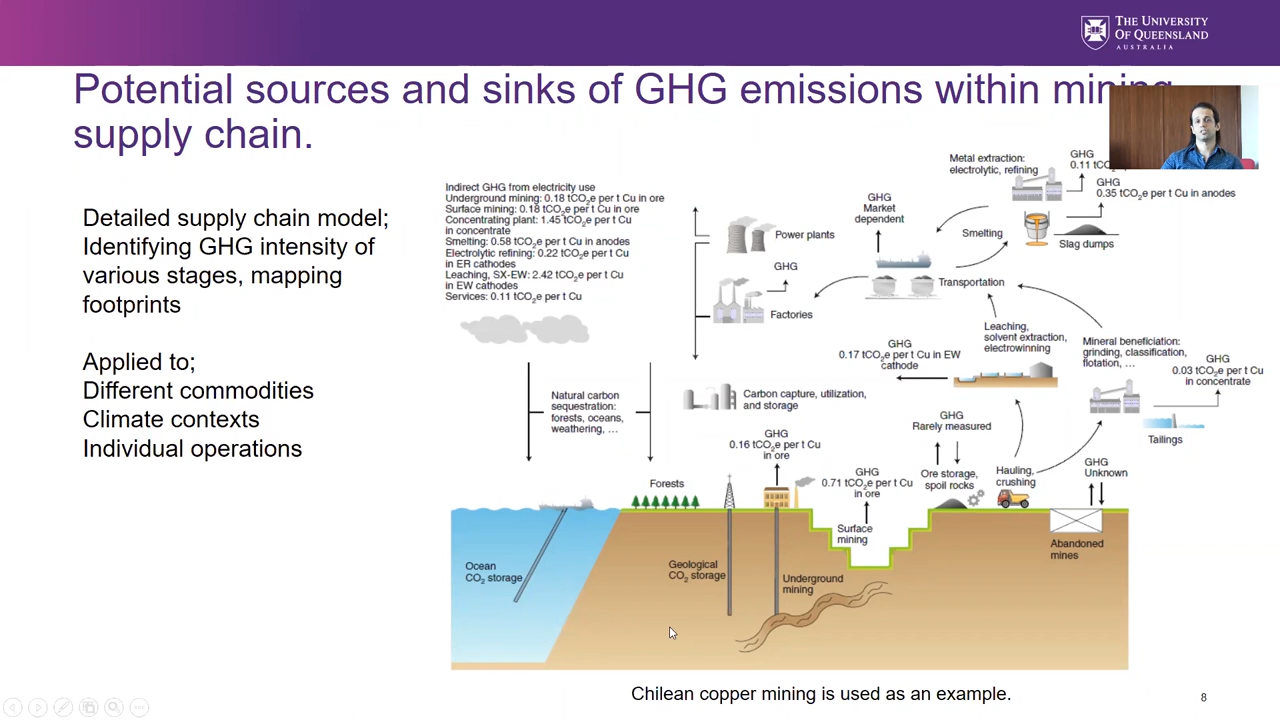 THE UNIVERSITY
OF QUEENSLAND
AUSTRALIA
Potential sources and sinks of GHG emissions within mining
supply chain.
Detailed supply chain model;
Identifying GHG intensity of
various stages, mapping
footprints
Applied to;
Different commodities
Climate contexts
Individual operations
Indirect GHG from electricity use
Underground mining: 0.18 tCO₂e per t Cu in ore
Surface mining: 0.18 tCO₂e per t Cu in ore
Concentrating plant: 1.45 tCO₂e per t Cu
in concentrate
Smelting: 0.58 tCO₂e per t Cu in anodes
Electrolytic refining: 0.22 tCO₂e per t Cu
in ER cathodes
Leaching, SX-EW: 2.42 tCO₂e per t Cu
in EW cathodes
Services: 0.11 tCO₂e per t Cu
Power plants
GHG
Factories
GHG
Market
dependent
Transportation
Metal extraction:
electrolytic, refining
GHG
0.11 tC
GHG
0.35 tCO₂e per t Cu in anodes
Smelting
Slag dumps
Leaching,
solvent extraction,
electrowinning
GHG
0.17 tCO₂e per t Cu in EW
cathode
Mineral beneficiation:
grinding, classification,
flotation, …
GHG
0.03 tCO₂e per t Cu
in concentrate
Tailings
Natural carbon
sequestration:
forests, oceans,
weathering, …
Carbon capture, utilization,
and storage
GHG
0.16 tCO₂e per t Cu
in ore
GHG
0.71 tCO₂e per t Cu
in ore
GHG
Rarely measured
Ore storage,
spoil rocks
Hauling,
crushing
GHG
Unknown
Forests
Surface
mining
Abandoned
mines
Ocean
CO₂ storage
Geological
CO₂ storage
Underground
mining
Chilean copper mining is used as an example.
8